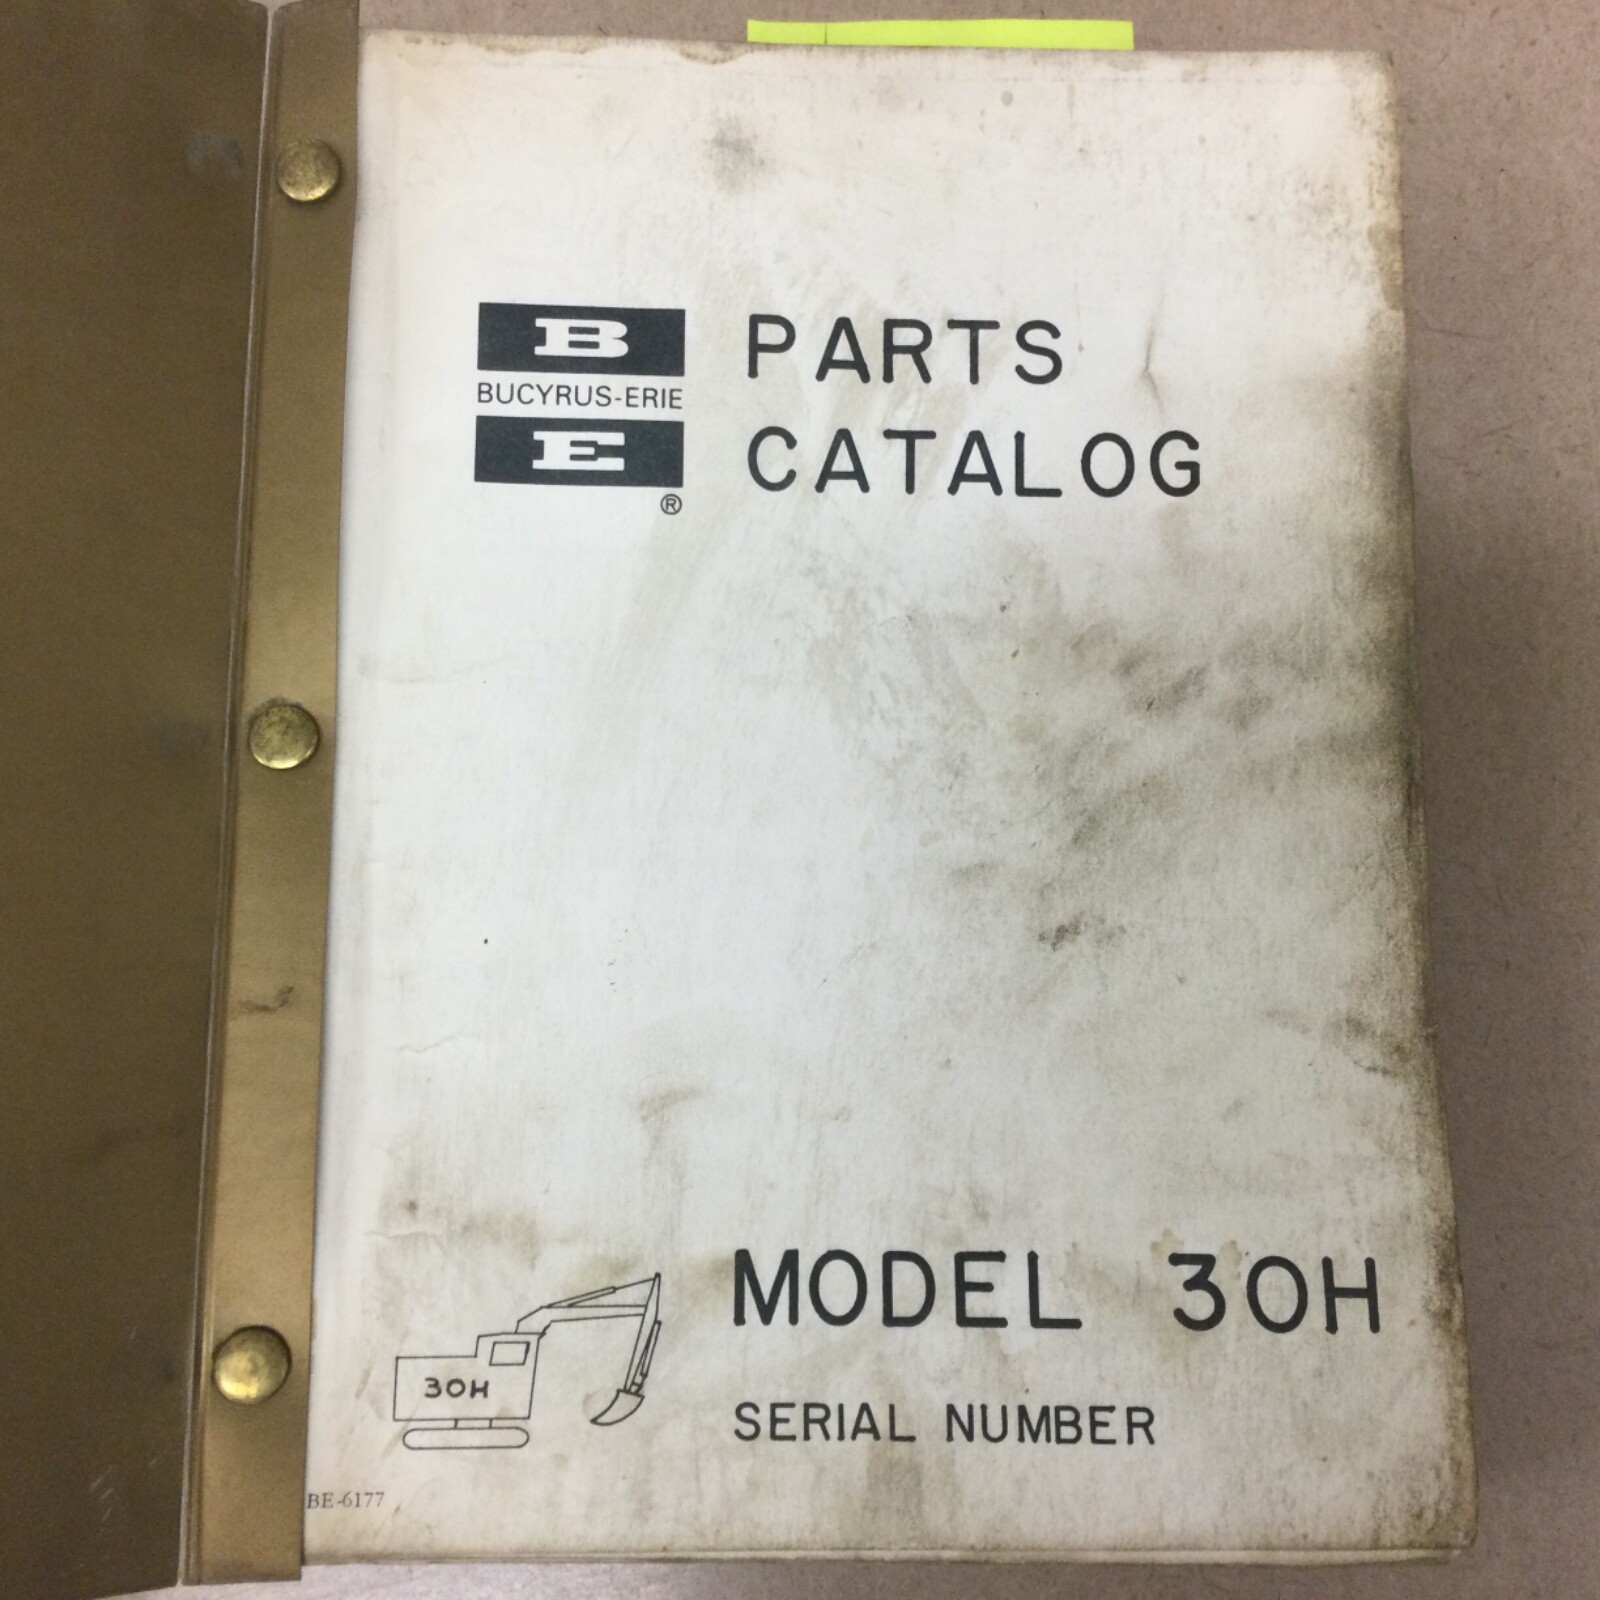 B
BUCYRUS-ERIE
E
®
PARTS
CATALOG
MODEL 30H
30H
SERIAL NUMBER
BE-6177